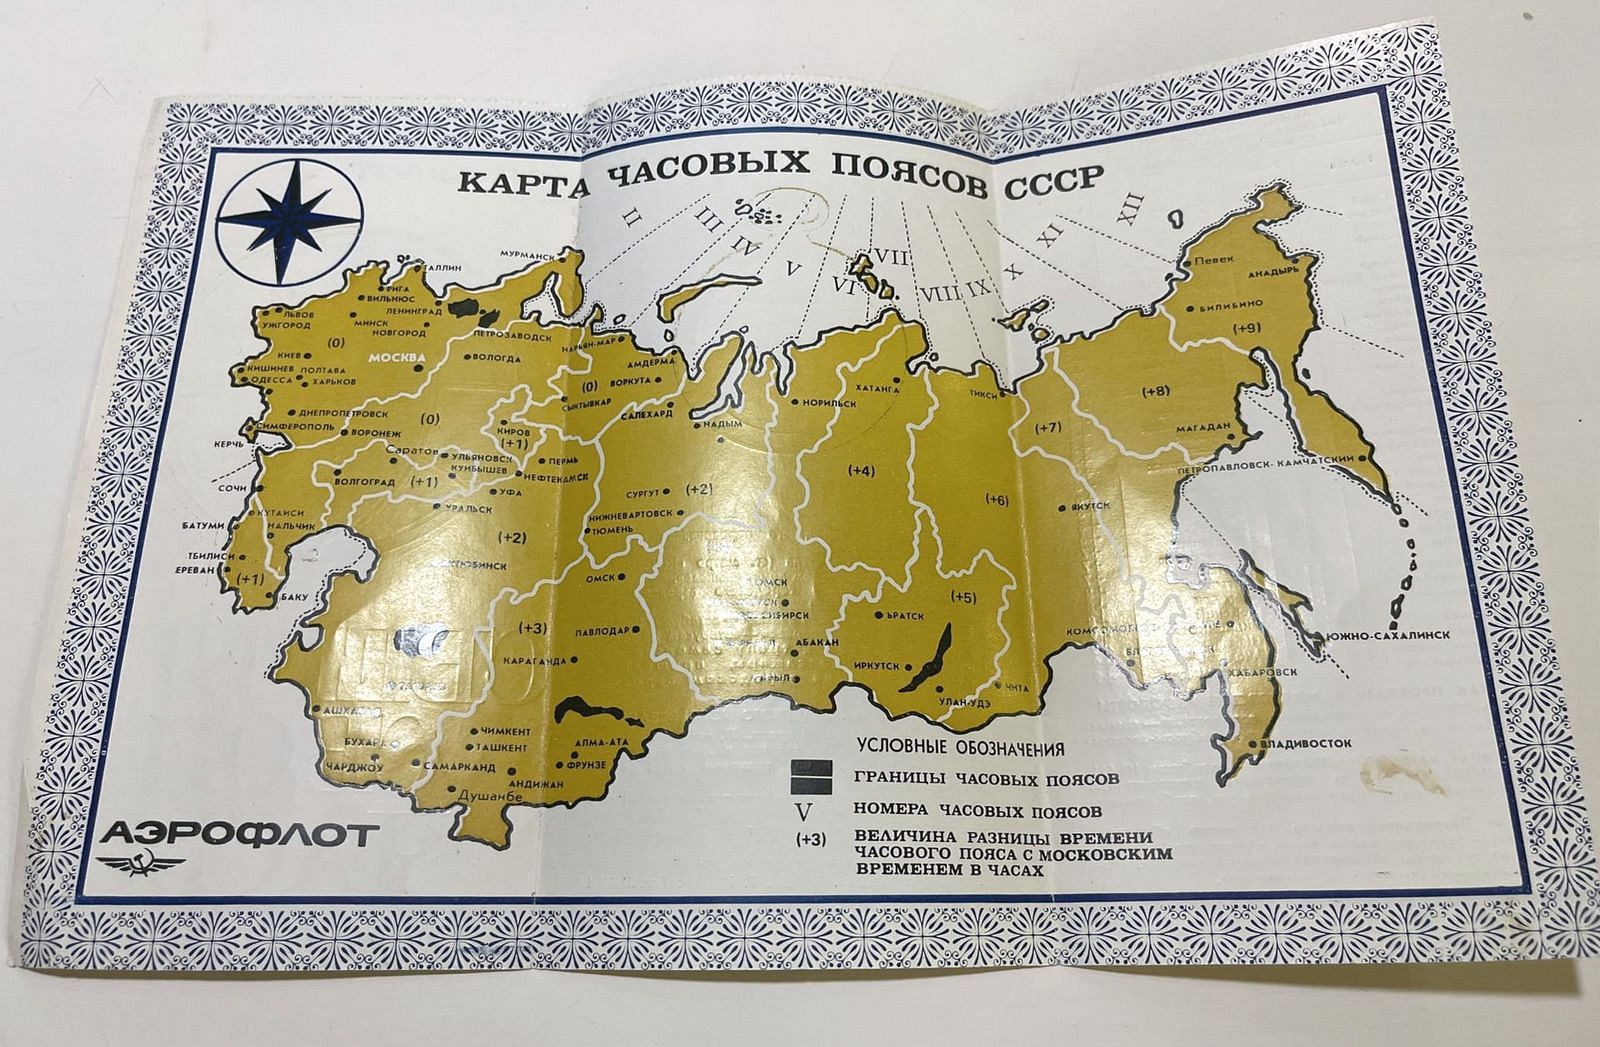 КАРТА ЧАСОВЫХ ПОЯСОВ СССР
II
III
IV
V
VI
VII
VIII
IX
X
XI
XII
МУРМАНСК
ТАЛЛИН
РИГА
ВИЛЬНЮС
ЛЕНИНГРАД
ЛЬВОВ
УЖГОРОД
МИНСК
НОВГОРОД
ПЕТРОЗАВОДСК
НАРЬЯН-МАР
(0)
КИЕВ
МОСКВА
ВОЛОГДА
АМДЕРМА
(0)
ВОРКУТА
КИШИНЕВ
ПОЛТАВА
ОДЕССА
ХАРЬКОВ
СЫКТЫВКАР
САЛЕХАРД
НАДЫМ
ДНЕПРОПЕТРОВСК
(0)
СИМФЕРОПОЛЬ
ВОРОНЕЖ
КИРОВ
(+1)
КЕРЧЬ
Саратов
УЛЬЯНОВСК
ПЕРМЬ
КУЙБЫШЕВ
НЕФТЕКАМСК
ВОЛГОГРАД
(+1)
УФА
СОЧИ
УРАЛЬСК
КУТАИСИ
БАТУМИ
НАЛЬЧИК
ТБИЛИСИ
ЕРЕВАН
(+1)
БАКУ
(+2)
СУРГУТ
(+2)
НИЖНЕВАРТОВСК
ТЮМЕНЬ
ОМСК
(+3)
ПАВЛОДАР
КАРАГАНДА
ЧИМКЕНТ
ТАШКЕНТ
АЛМА-АТА
ФРУНЗЕ
БУХАРА
ЧАРДЖОУ
САМАРКАНД
АНДИЖАН
Душанбе
НОРИЛЬСК
ХАТАНГА
ТИКСИ
(+4)
(+6)
(+7)
(+8)
(+9)
Певек
АНАДЫРЬ
БИЛИБИНО
МАГАДАН
ПЕТРОПАВЛОВСК-КАМЧАТСКИЙ
ЯКУТСК
АБАКАН
(+5)
БРАТСК
ИРКУТСК
УЛАН-УДЭ
ЧИТА
ХАБАРОВСК
ЮЖНО-САХАЛИНСК
ВЛАДИВОСТОК
УСЛОВНЫЕ ОБОЗНАЧЕНИЯ
ГРАНИЦЫ ЧАСОВЫХ ПОЯСОВ
V НОМЕРА ЧАСОВЫХ ПОЯСОВ
(+3) ВЕЛИЧИНА РАЗНИЦЫ ВРЕМЕНИ
ЧАСОВОГО ПОЯСА С МОСКОВСКИМ
ВРЕМЕНЕМ В ЧАСАХ
АЭРОФЛОТ